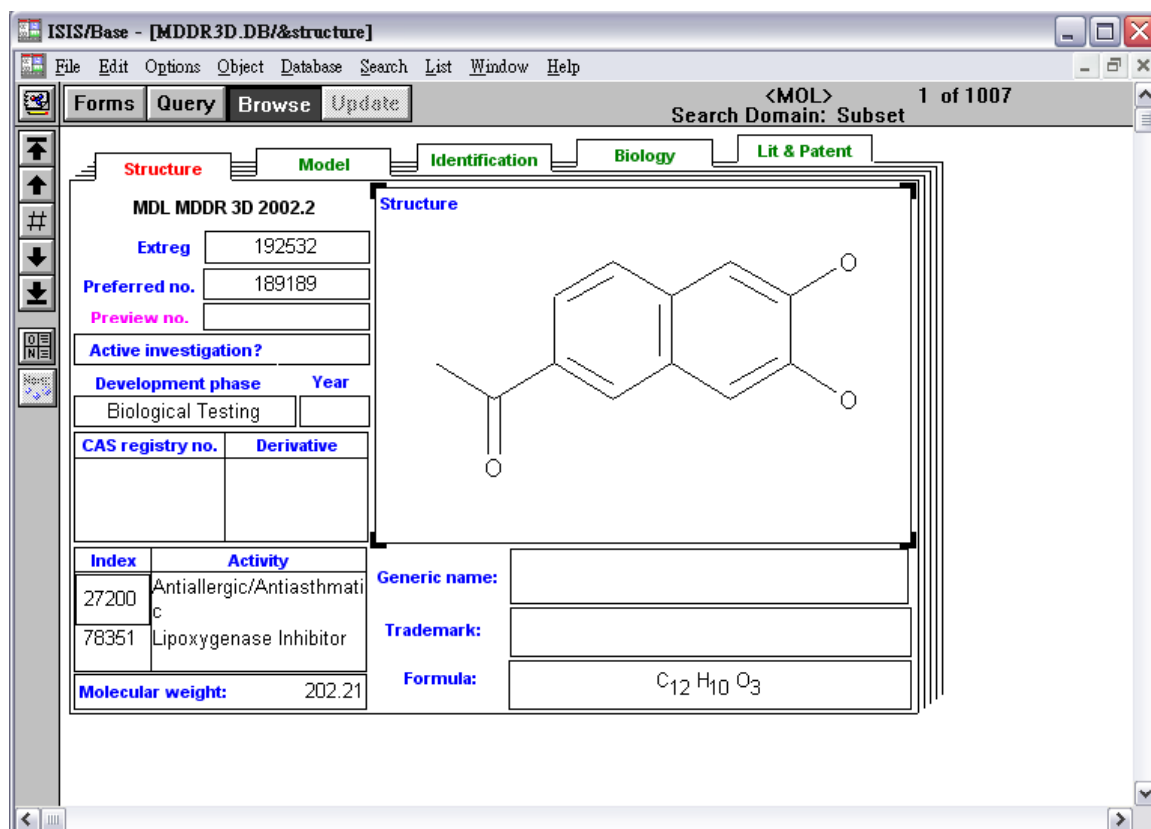 ISIS/Base - [MDDR3D.DB/&structure]
File Edit Options Object Database Search List Window Help
Forms Query Browse Update
<MOL> 1 of 1007
Search Domain: Subset
Structure Model Identification Biology Lit & Patent
MDL MDDR 3D 2002.2
Extreg 192532
Preferred no. 189189
Preview no.
Active investigation?
Development phase Year
Biological Testing
CAS registry no. Derivative
Index Activity
27200 Antiallergic/Antiasthmati
c
78351 Lipoxygenase Inhibitor
Molecular weight: 202.21
Structure
O
O
O
Generic name:
Trademark:
Formula: C12 H10 O3